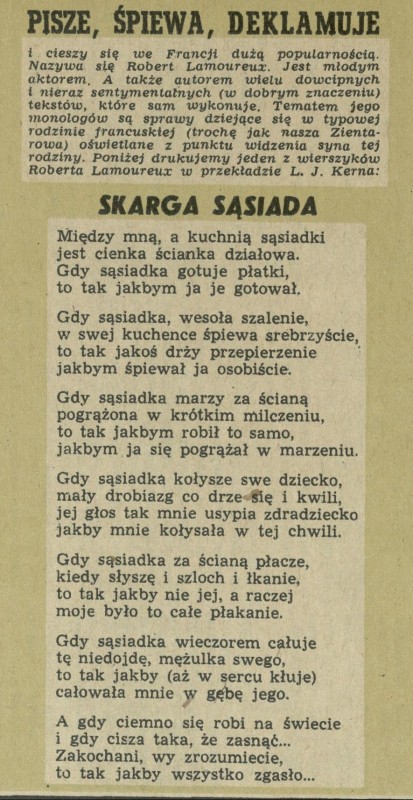 PISZE, ŚPIEWA, DEKLAMUJE
i cieszy się we Francji dużą popularnością.
Nazywa się Robert Lamoureux. Jest młodym
aktorem. A także autorem wielu dowcipnych
i nieraz sentymentalnych (w dobrym znaczeniu)
tekstów, które sam wykonuje. Tematem jego
monologów są sprawy dziejące się w typowej
rodzinie francuskiej (trochę jak nasza Zienta-
rowa) oświetlane z punktu widzenia syna tej
rodziny. Poniżej drukujemy jeden z wierszyków
Roberta Lamoureux w przekładzie L. J. Kerna:
SKARGA SĄSIADA
Między mną, a kuchnią sąsiadki
jest cienka ścianka działowa.
Gdy sąsiadka gotuje płatki,
to tak jakbym ja je gotował.
Gdy sąsiadka, wesoła szalenie,
w swej kuchence śpiewa srebrzyście,
to tak jakoś drży przepierzenie
jakbym śpiewał ja osobiście.
Gdy sąsiadka marzy za ścianą
pogrążona w krótkim milczeniu,
to tak jakbym robił to samo,
jakbym ja się pogrążał w marzeniu.
Gdy sąsiadka kołysze swe dziecko,
mały drobiazg co drze się i kwili,
jej głos tak mnie usypia zdradziecko
jakby mnie kołysała w tej chwili.
Gdy sąsiadka za ścianą płacze,
kiedy słyszę i szloch i łkanie,
to tak jakby nie jej, a raczej
moje było to całe płakanie.
Gdy sąsiadka wieczorem całuje
tę niedojdę, mężulka swego,
to tak jakby (aż w sercu kłuje)
całowała mnie w gębę jego.
A gdy ciemno się robi na świecie
i gdy cisza taka, że zasnąć...
Zakochani, wy zrozumiecie,
to tak jakby wszystko zgasło...